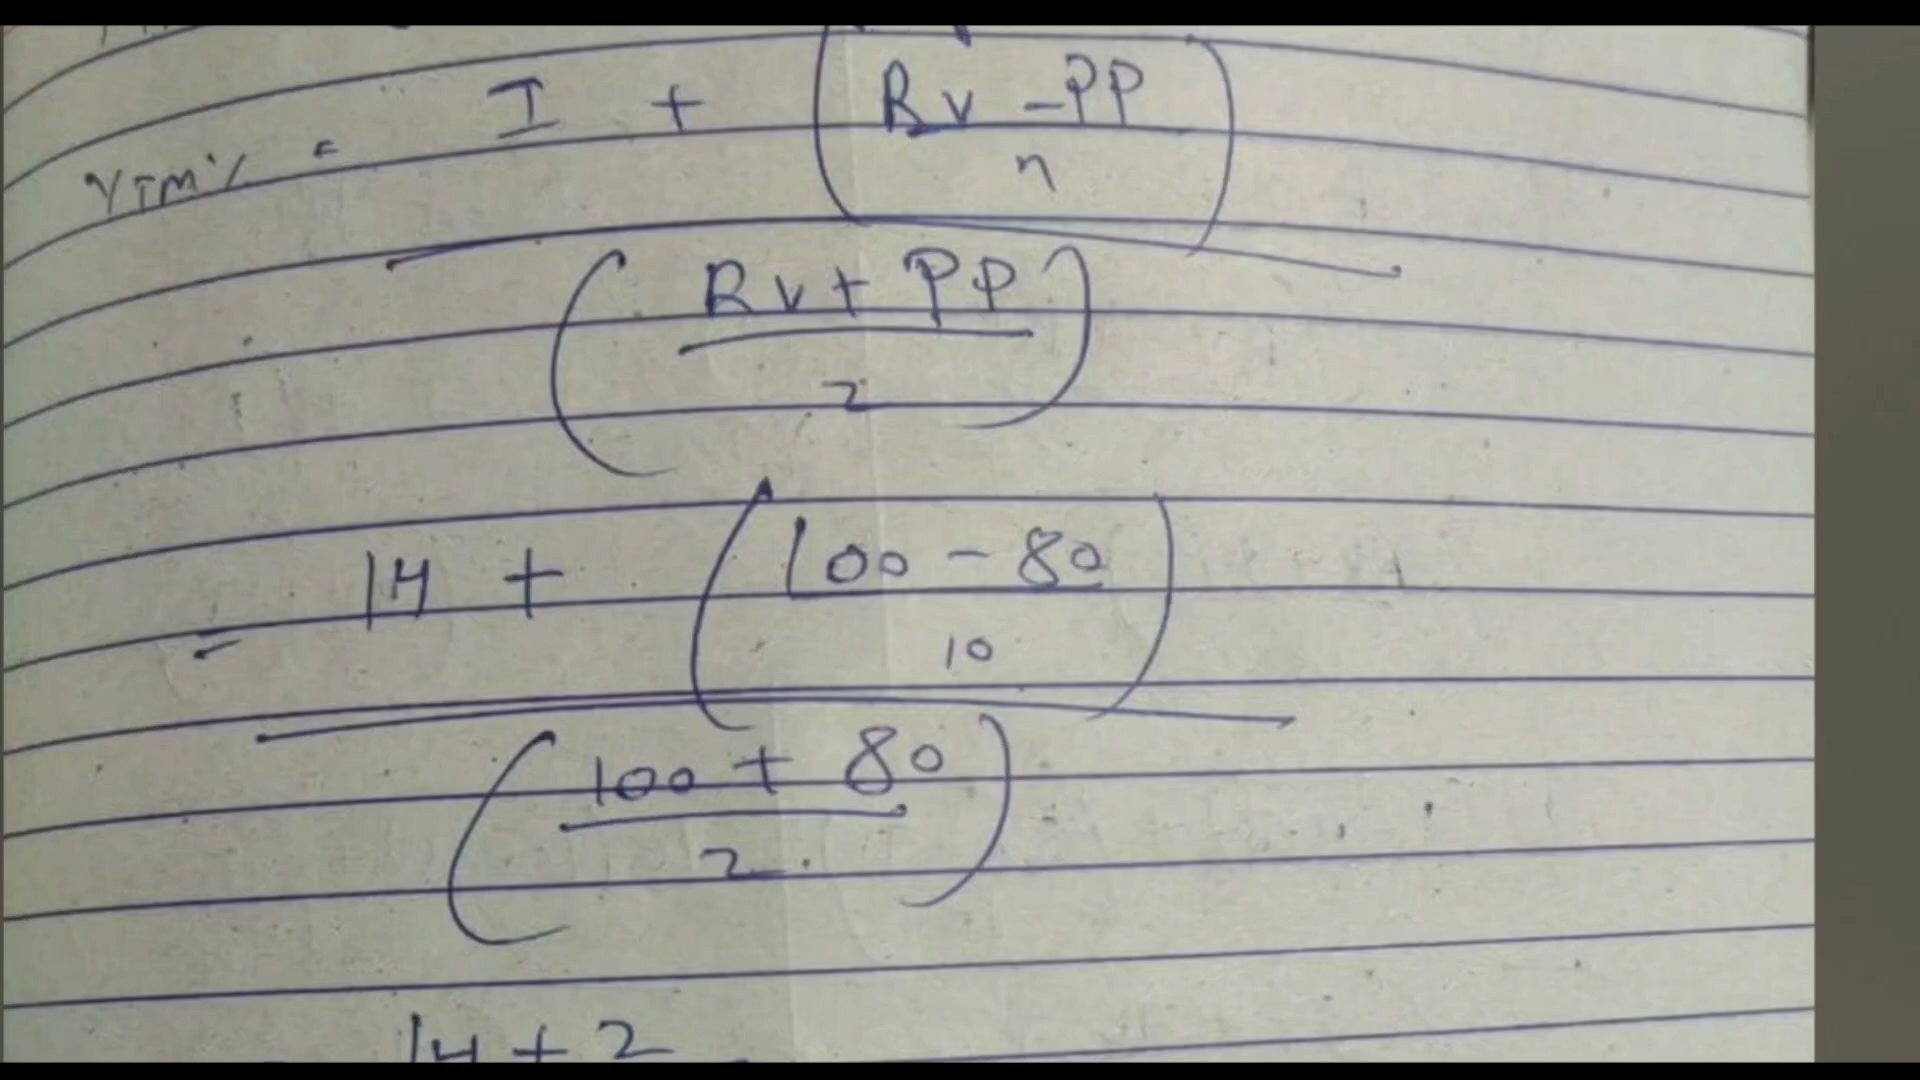 I + (Rv - PP
YTM% =
n)
(Rv + PP
2)
= 14 + (100 - 80
10)
(100 + 80
2)
14 + 2